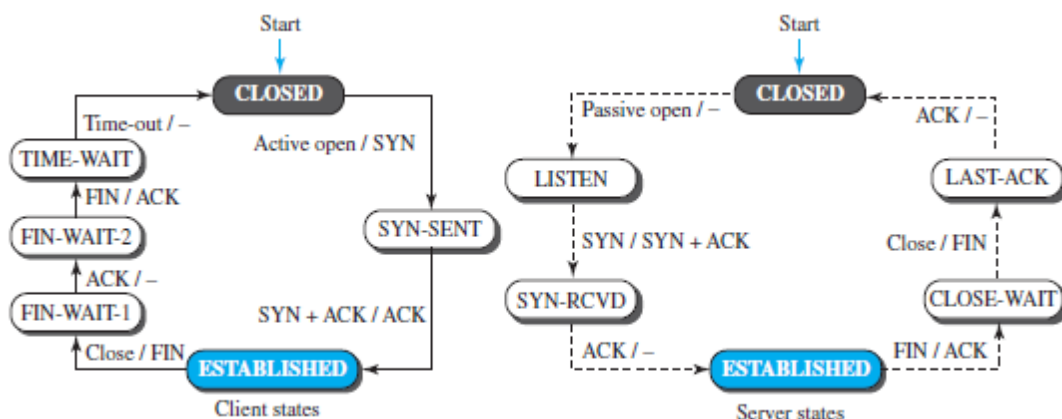 Start
CLOSED
Time-out / –
Active open / SYN
TIME-WAIT
FIN / ACK
FIN-WAIT-2
SYN-SENT
ACK / –
FIN-WAIT-1
SYN + ACK / ACK
Close / FIN
ESTABLISHED
Client states
Start
CLOSED
Passive open / –
ACK / –
LISTEN
LAST-ACK
SYN / SYN + ACK
Close / FIN
SYN-RCVD
CLOSE-WAIT
ACK / –
FIN / ACK
ESTABLISHED
Server states